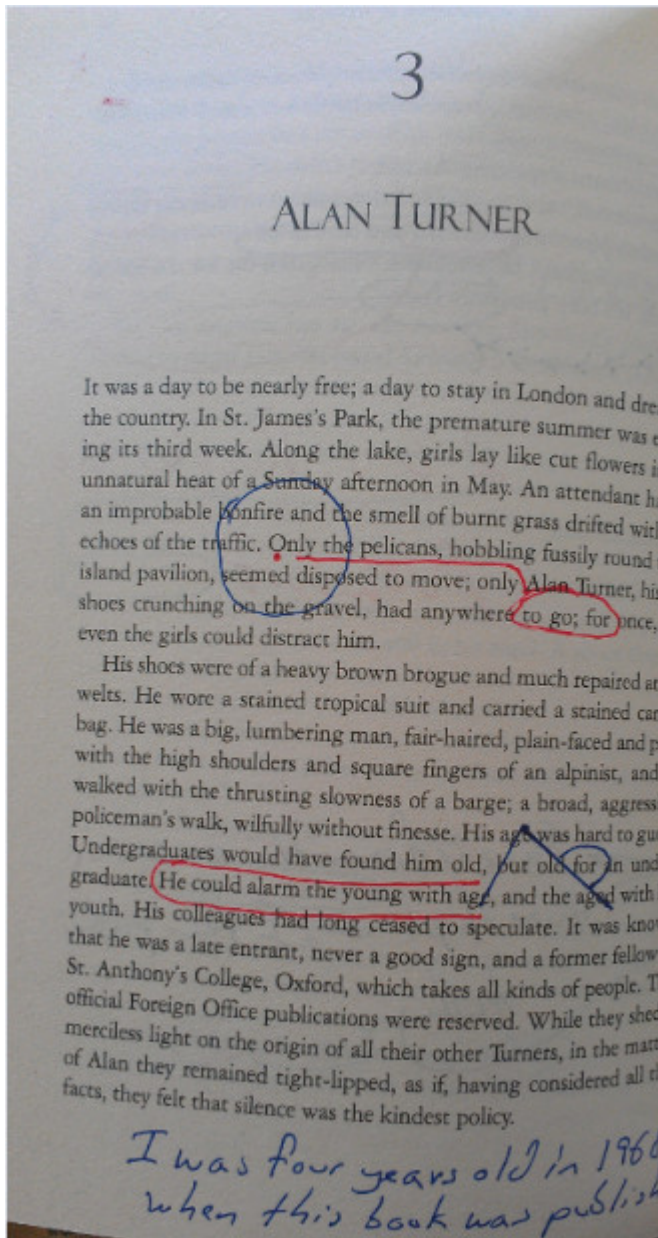 3
ALAN TURNER
It was a day to be nearly free; a day to stay in London and
the country. In St. James's Park, the premature summer was
ing its third week. Along the lake, girls lay like cut flowers
unnatural heat of a Sunday afternoon in May. An attendant
an improbable bonfire and the smell of burnt grass drifted
echoes of the traffic. Only the pelicans, hobbling fussily round
island pavilion, seemed disposed to move; only Alan Turner, his
shoes crunching on the gravel, had anywhere to go; for once,
even the girls could distract him.
His shoes were of a heavy brown brogue and much repaired
welts. He wore a stained tropical suit and carried a stained
bag. He was a big, lumbering man, fair-haired, plain-faced and
with the high shoulders and square fingers of an alpinist, and
walked with the thrusting slowness of a barge; a broad,
policeman's walk, wilfully without finesse. His age was hard to
Undergraduates would have found him old, but old for an
graduate. He could alarm the young with age, and the aged with
youth. His colleagues had long ceased to speculate. It was
that he was a late entrant, never a good sign, and a former fellow
St. Anthony's College, Oxford, which takes all kinds of people.
official Foreign Office publications were reserved. While they
merciless light on the origin of all their other Turners, in the
of Alan they remained tight-lipped, as if, having considered all
facts, they felt that silence was the kindest policy.
I was four years old in
when this book was